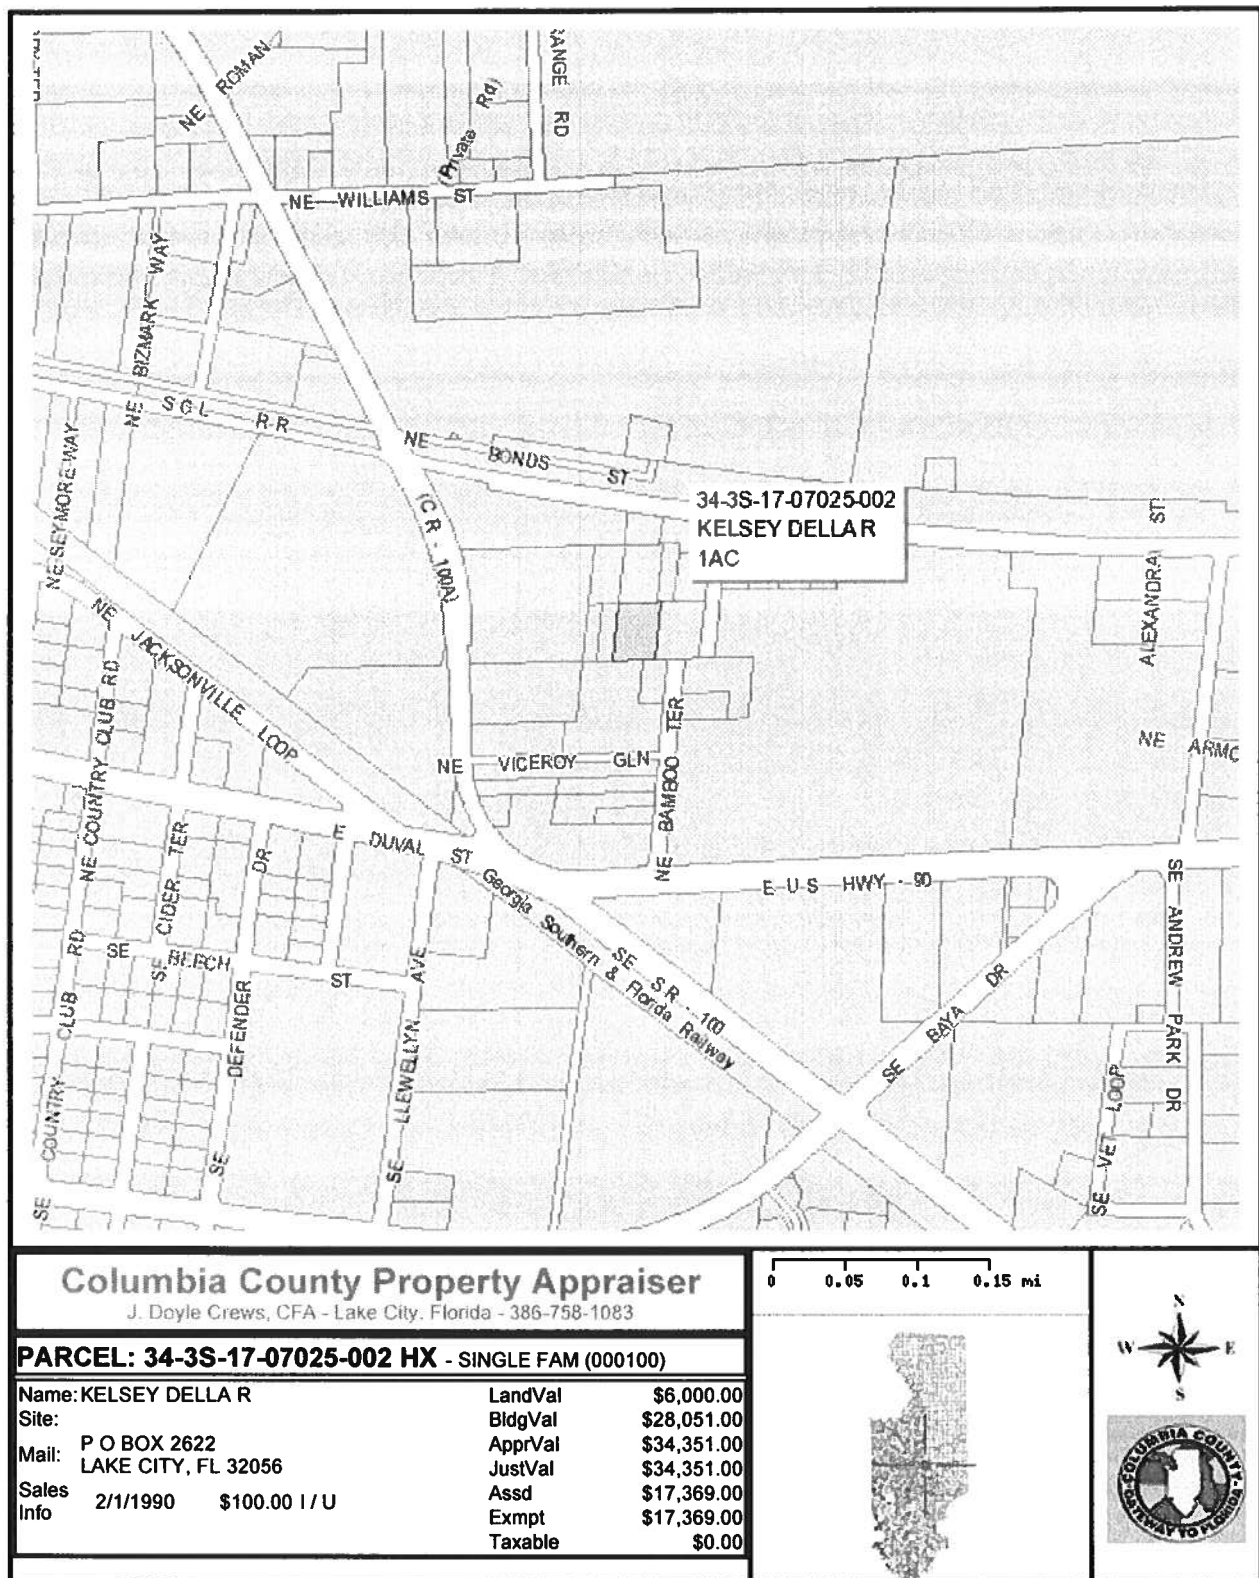 NE ROMAN
(Private Rd)
RANGE RD
NE WILLIAMS ST
NE BIZMARK WAY
S C L R-R
NE BONDS ST
NE SEYMORE WAY
(C R - 100A)
34-3S-17-07025-002
KELSEY DELLA R
1AC
ALEXANDRA ST
NE JACKSONVILLE LOOP
NE COUNTRY CLUB RD
NE VICEROY GLN
NE BAMBOO TER
NE ARMO
E DUVAL ST
SE CIDER TER
SE DEFENDER DR
Georgia Southern & Florida Railway
E U S HWY - 90
SE S.R. - 100
SE BEECH ST
SE LLEWELLYN AVE
SE BAYA DR
SE ANDREW PARK DR
SE COUNTRY CLUB RD
SE VET LOOP
Columbia County Property Appraiser
J. Doyle Crews, CFA - Lake City, Florida - 386-758-1083
0 0.05 0.1 0.15 mi
PARCEL: 34-3S-17-07025-002 HX - SINGLE FAM (000100)
Name: KELSEY DELLA R
Site:
Mail: P O BOX 2622
LAKE CITY, FL 32056
Sales Info 2/1/1990 $100.00 I / U
LandVal $6,000.00
BldgVal $28,051.00
ApprVal $34,351.00
JustVal $34,351.00
Assd $17,369.00
Exmpt $17,369.00
Taxable $0.00
N
W E
S
COLUMBIA COUNTY
GATEWAY TO FLORIDA